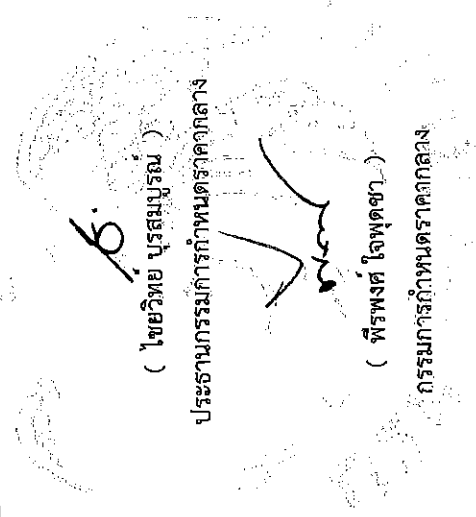 ( ไชยวิทย์ บูรสมบูรณ์ )
ประธานกรรมการกำหนดราคากลาง
( พีรพงศ์ ใจพุดชา )
กรรมการกำหนดราคากลาง